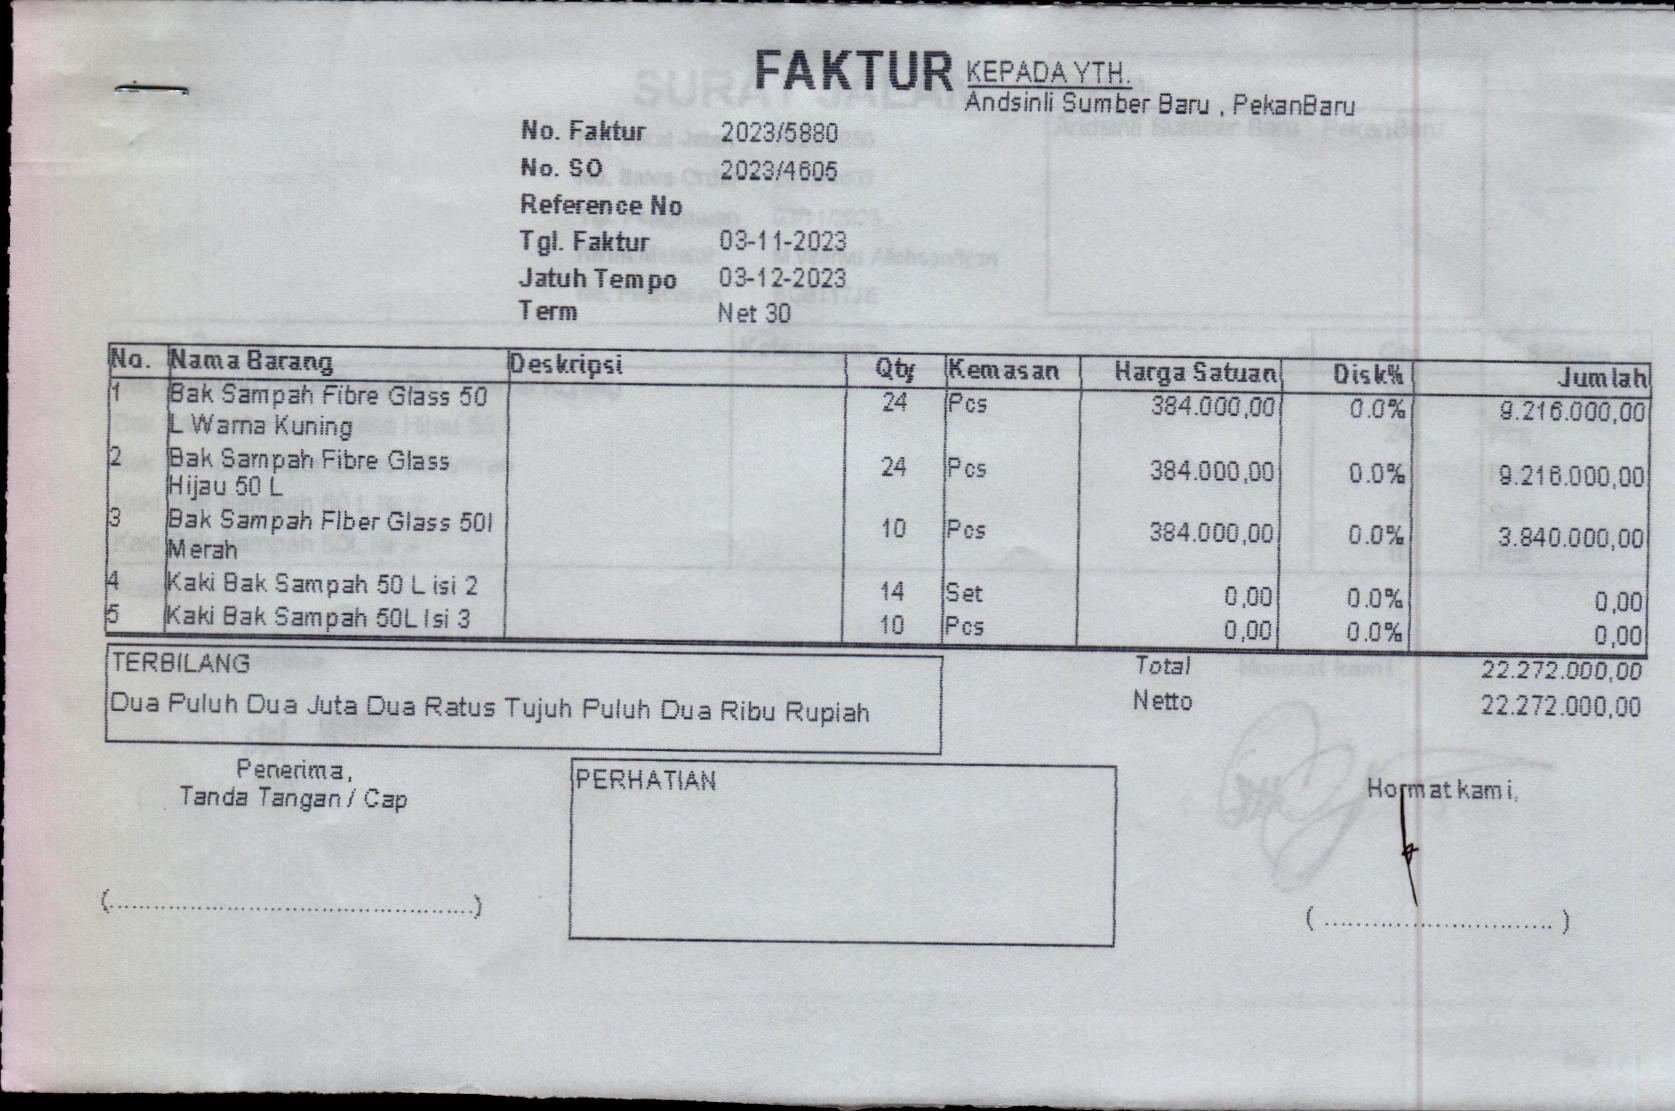 FAKTUR
KEPADA YTH.
Andsinli Sumber Baru , PekanBaru
No. Faktur 2023/5880
No. SO 2023/4605
Reference No
Tgl. Faktur 03-11-2023
Jatuh Tempo 03-12-2023
Term Net 30
No. Nama Barang Deskripsi Qty Kemasan Harga Satuan Disk% Jumlah
1 Bak Sampah Fibre Glass 50 24 Pcs 384.000,00 0.0% 9.216.000,00
L Warna Kuning
2 Bak Sampah Fibre Glass 24 Pcs 384.000,00 0.0% 9.216.000,00
Hijau 50 L
3 Bak Sampah Fiber Glass 50l 10 Pcs 384.000,00 0.0% 3.840.000,00
Merah
4 Kaki Bak Sampah 50 L isi 2 14 Set 0,00 0.0% 0,00
5 Kaki Bak Sampah 50L Isi 3 10 Pcs 0,00 0.0% 0,00
TERBILANG
Dua Puluh Dua Juta Dua Ratus Tujuh Puluh Dua Ribu Rupiah
Total 22.272.000,00
Netto 22.272.000,00
Penerima,
Tanda Tangan / Cap
PERHATIAN
Hormat kami,
(..................................................)
( ............................... )